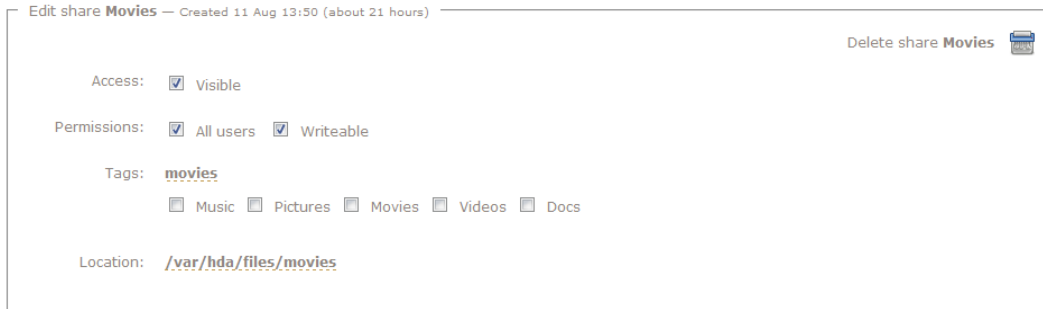 Edit share Movies — Created 11 Aug 13:50 (about 21 hours)
Delete share Movies
Access: Visible
Permissions: All users Writeable
Tags: movies
Music Pictures Movies Videos Docs
Location: /var/hda/files/movies